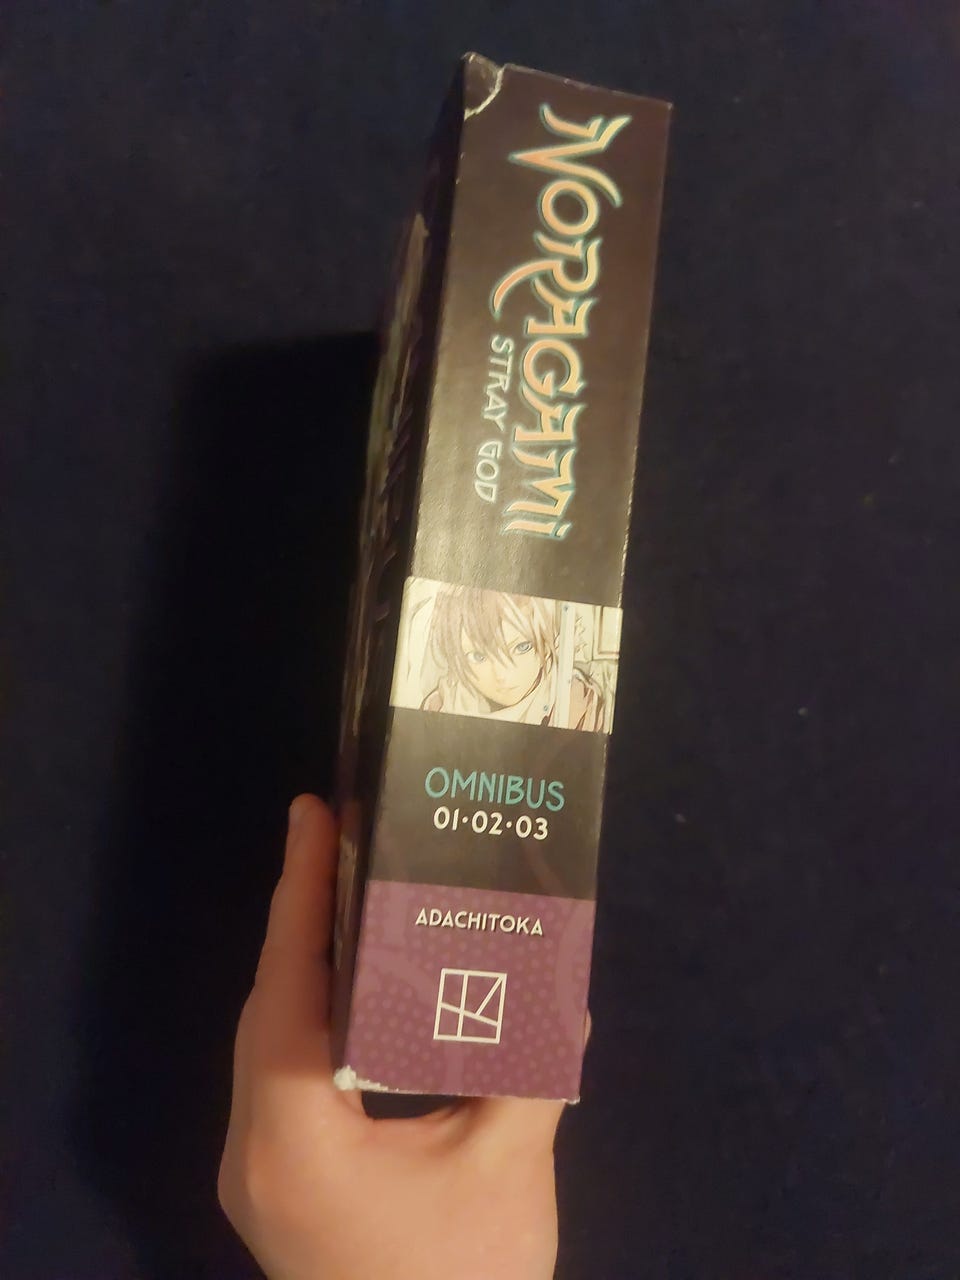 NORAGAMI
STRAY GOD
OMNIBUS
01•02•03
ADACHITOKA